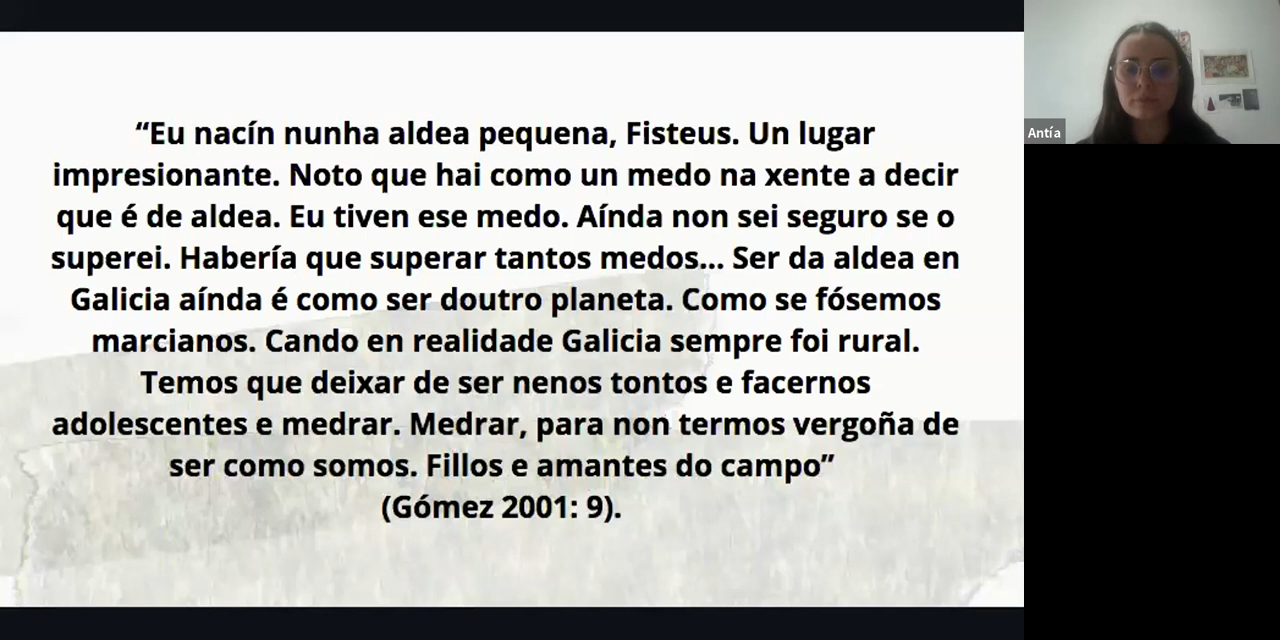 “Eu nacín nunha aldea pequena, Fisteus. Un lugar
impresionante. Noto que hai como un medo na xente a decir
que é de aldea. Eu tiven ese medo. Aínda non sei seguro se o
superei. Habería que superar tantos medos... Ser da aldea en
Galicia aínda é como ser doutro planeta. Como se fósemos
marcianos. Cando en realidade Galicia sempre foi rural.
Temos que deixar de ser nenos tontos e facernos
adolescentes e medrar. Medrar, para non termos vergoña de
ser como somos. Fillos e amantes do campo”
(Gómez 2001: 9).
Antía